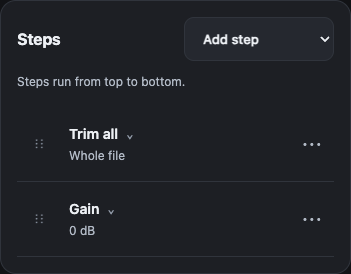 Steps
Add step
Steps run from top to bottom.
Trim all
Whole file
Gain
0 dB